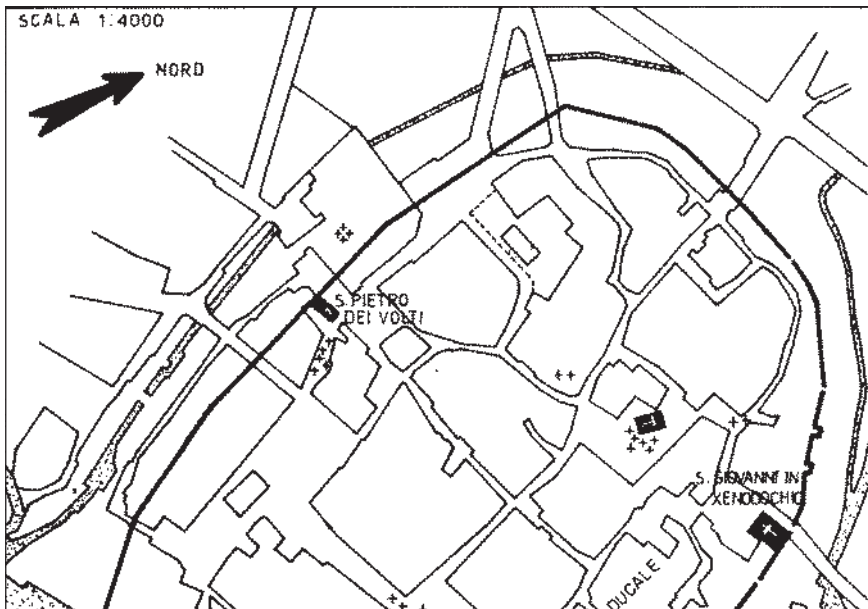 SCALA 1:4000
NORD
S. PIETRO
DEI VOLTI
S. GIOVANNI IN
XENODOCHIO
DUCALE